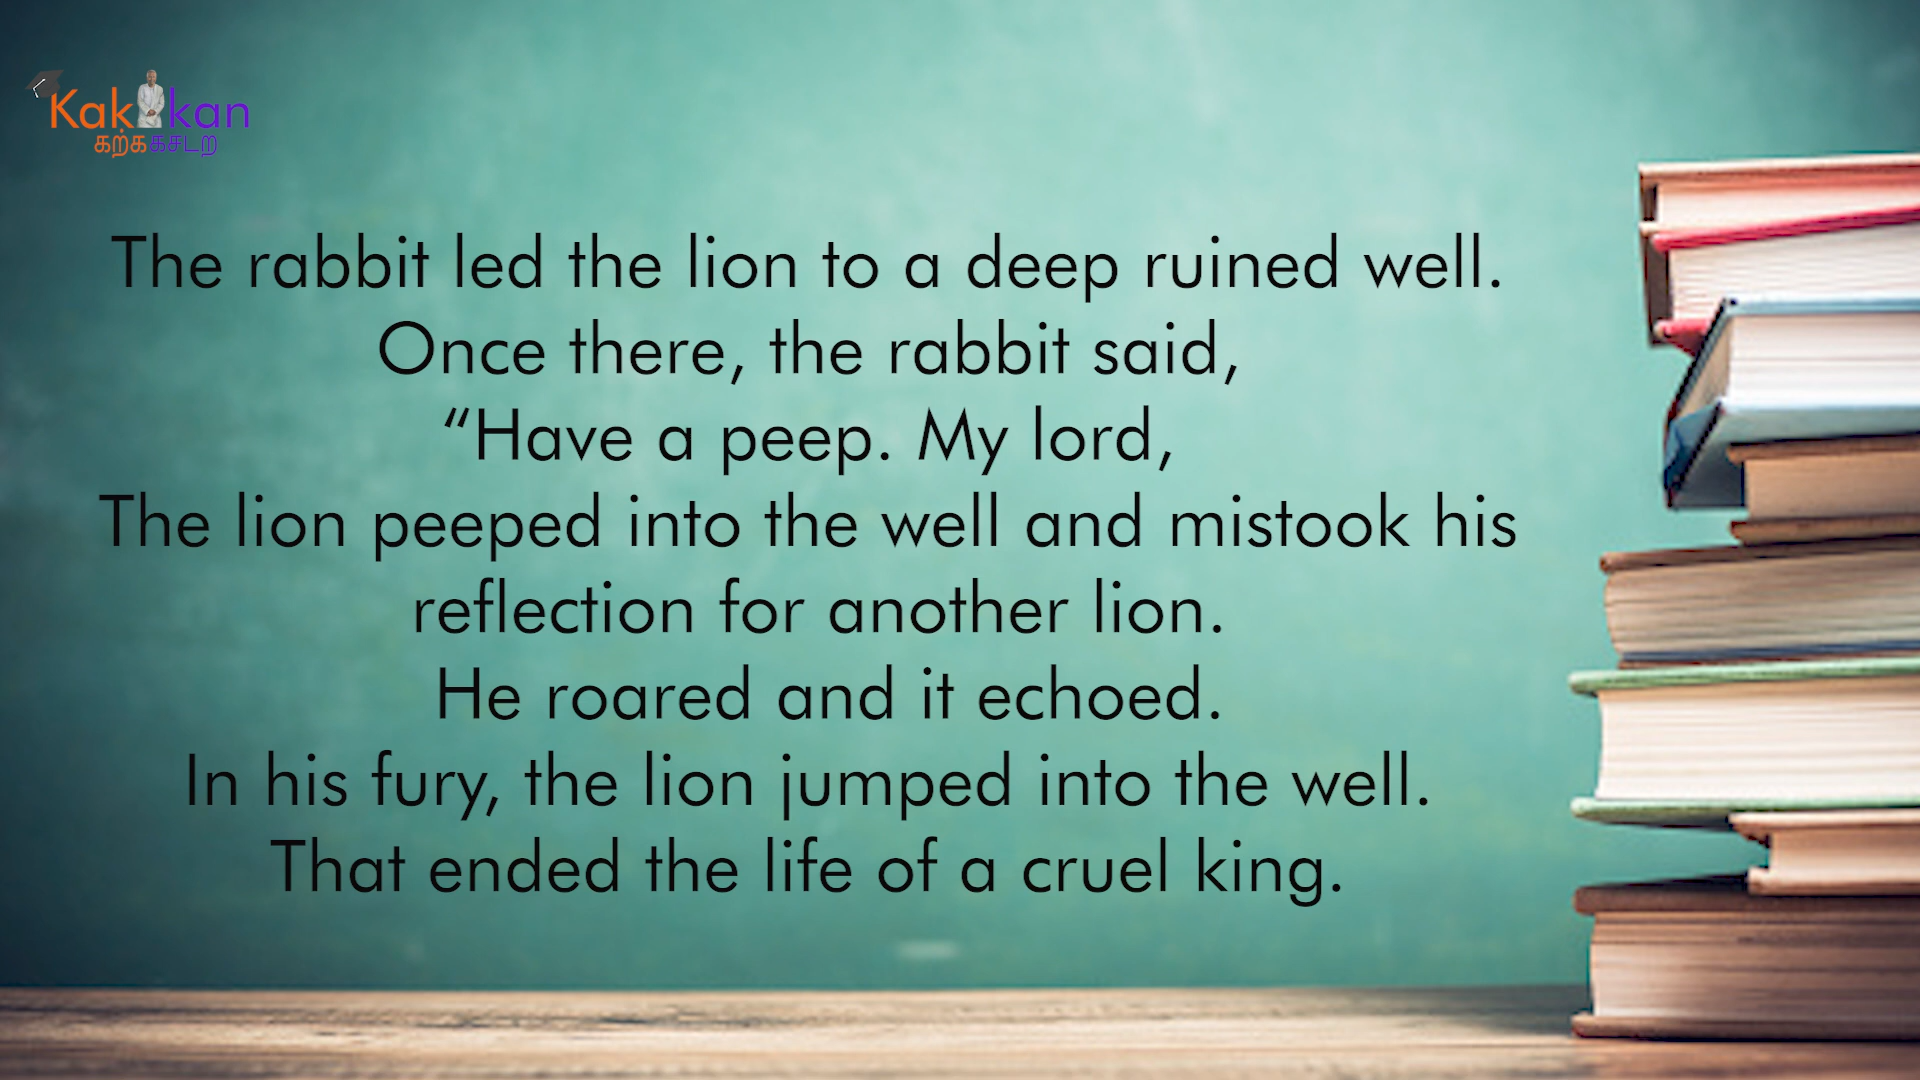 Kak kan
கற்க கசடற
The rabbit led the lion to a deep ruined well.
Once there, the rabbit said,
“Have a peep. My lord,
The lion peeped into the well and mistook his
reflection for another lion.
He roared and it echoed.
In his fury, the lion jumped into the well.
That ended the life of a cruel king.